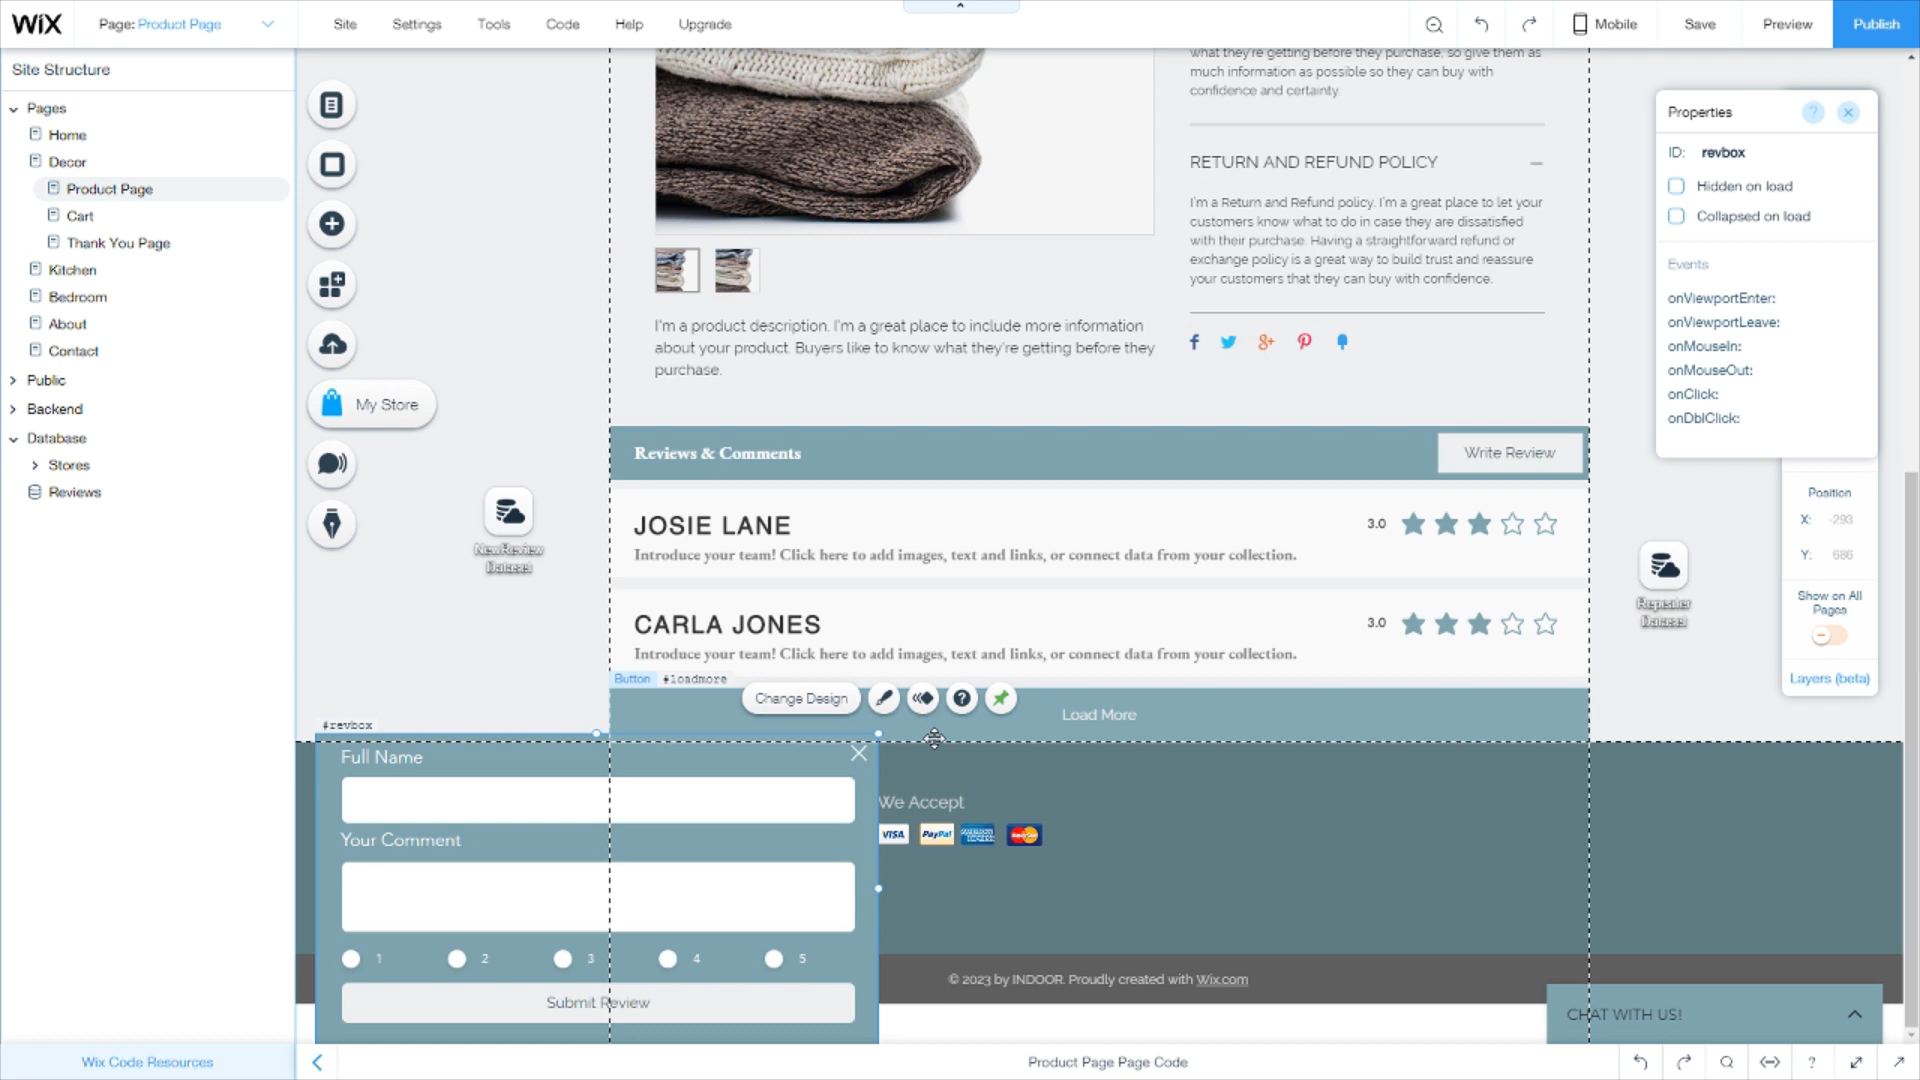 WiX
Page: Product Page
Site
Settings
Tools
Code
Help
Upgrade
Mobile
Save
Preview
Publish
Site Structure
Pages
Home
Decor
Product Page
Cart
Thank You Page
Kitchen
Bedroom
About
Contact
Public
Backend
Database
Stores
Reviews
Wix Code Resources
My Store
NewReview
Dataset
what they're getting before they purchase, so give them as
much information as possible so they can buy with
confidence and certainty.
RETURN AND REFUND POLICY
I'm a Return and Refund policy. I'm a great place to let your
customers know what to do in case they are dissatisfied
with their purchase. Having a straightforward refund or
exchange policy is a great way to build trust and reassure
your customers that they can buy with confidence.
I'm a product description. I'm a great place to include more information
about your product. Buyers like to know what they're getting before they
purchase.
f
8+
Reviews & Comments
Write Review
JOSIE LANE
3.0
Introduce your team! Click here to add images, text and links, or connect data from your collection.
CARLA JONES
3.0
Introduce your team! Click here to add images, text and links, or connect data from your collection.
Button #loadmore
Change Design
?
Load More
#revbox
Full Name
Your Comment
1
2
3
4
5
Submit Review
We Accept
VISA
PayPal
MasterCard
© 2023 by INDOOR. Proudly created with Wix.com
CHAT WITH US!
Repeater
Dataset
Properties
?
ID: revbox
Hidden on load
Collapsed on load
Events
onViewportEnter:
onViewportLeave:
onMouseIn:
onMouseOut:
onClick:
onDblClick:
Position
X: -293
Y: 686
Show on All
Pages
Layers (beta)
Product Page Page Code
?